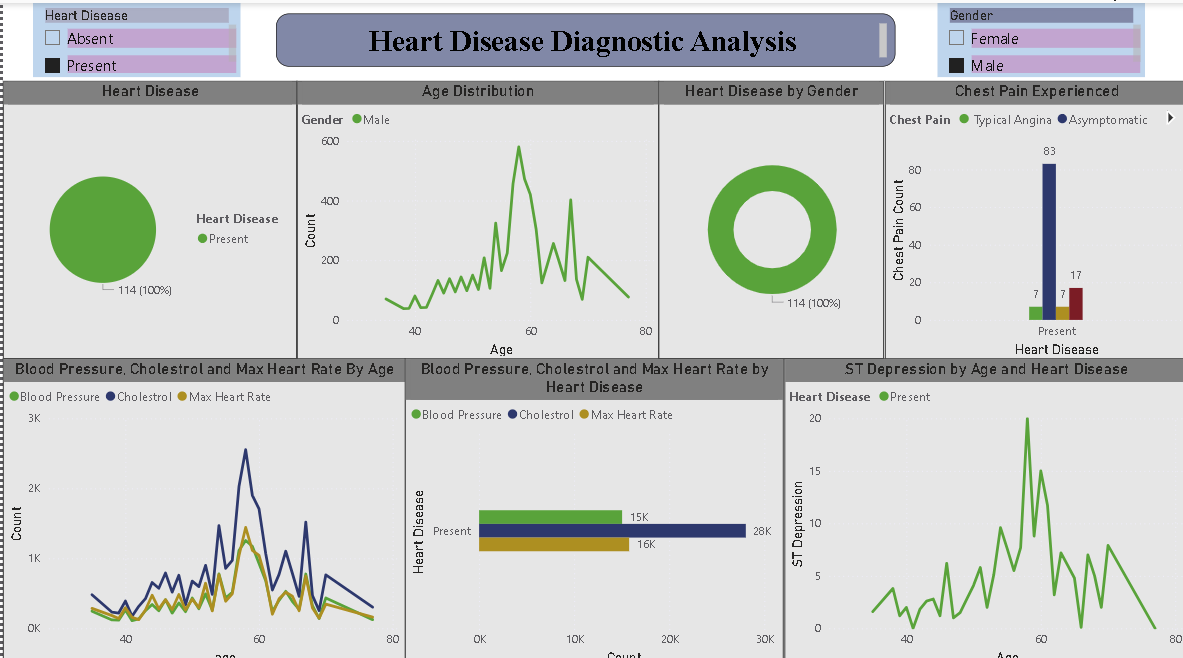 Heart Disease
Absent
Present
Heart Disease Diagnostic Analysis
Gender
Female
Male
Heart Disease
Heart Disease
Present
114 (100%)
Age Distribution
Gender Male
600
400
200
0
Count
40 60 80
Age
Heart Disease by Gender
114 (100%)
Chest Pain Experienced
Chest Pain Typical Angina Asymptomatic
80
60
40
20
0
Chest Pain Count
83
7
7
17
Present
Heart Disease
Blood Pressure, Cholestrol and Max Heart Rate By Age
Blood Pressure Cholestrol Max Heart Rate
3K
2K
1K
0K
Count
40 60 80
age
Blood Pressure, Cholestrol and Max Heart Rate by
Heart Disease
Blood Pressure Cholestrol Max Heart Rate
Heart Disease
Present
15K
28K
16K
0K 10K 20K 30K
Count
ST Depression by Age and Heart Disease
Heart Disease Present
20
15
10
5
0
ST Depression
40 60 80
Age